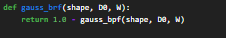 def gauss_brf(shape, D0, W):
    return 1.0 - gauss_bpf(shape, D0, W)